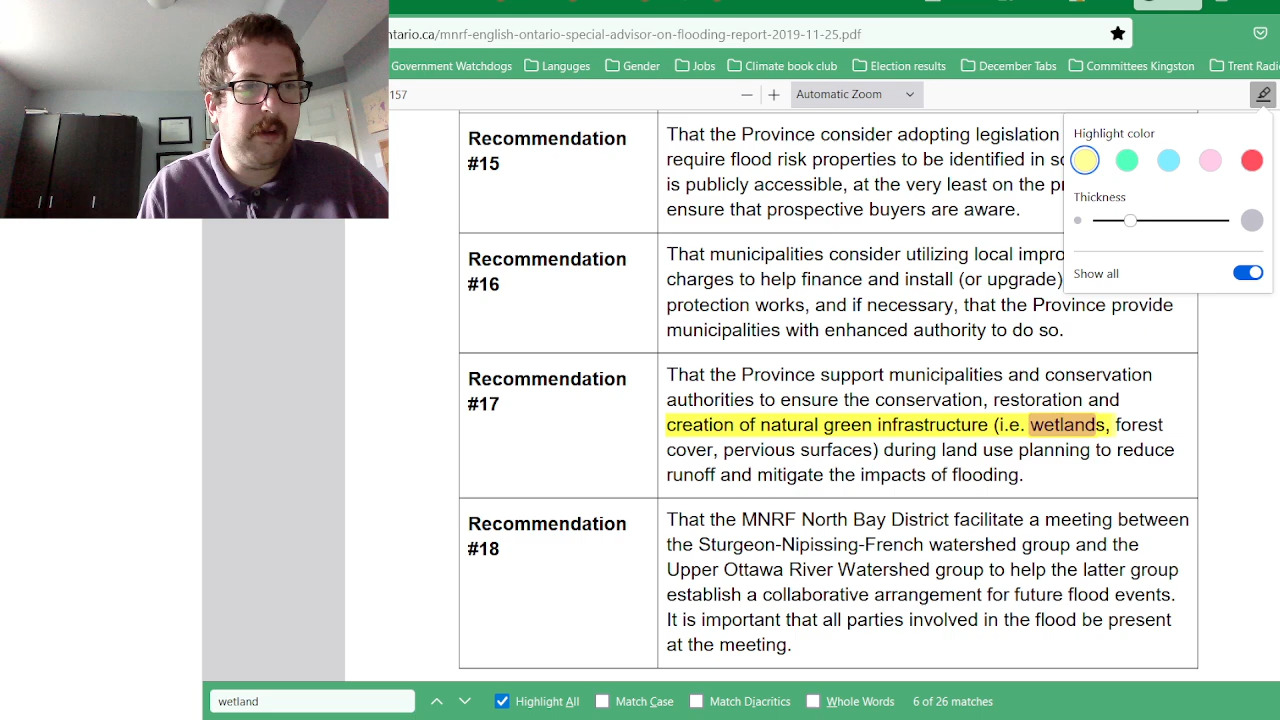 ntario.ca/mnrf-english-ontario-special-advisor-on-flooding-report-2019-11-25.pdf
Government Watchdogs Languges Gender Jobs Climate book club Election results December Tabs Committees Kingston Trent Radi
157 Automatic Zoom
Highlight color
Thickness
Show all
Recommendation
#15
That the Province consider adopting legislation
require flood risk properties to be identified in
is publicly accessible, at the very least on the
ensure that prospective buyers are aware.
Recommendation
#16
That municipalities consider utilizing local impro
charges to help finance and install (or upgrade)
protection works, and if necessary, that the Province provide
municipalities with enhanced authority to do so.
Recommendation
#17
That the Province support municipalities and conservation
authorities to ensure the conservation, restoration and
creation of natural green infrastructure (i.e. wetlands, forest
cover, pervious surfaces) during land use planning to reduce
runoff and mitigate the impacts of flooding.
Recommendation
#18
That the MNRF North Bay District facilitate a meeting between
the Sturgeon-Nipissing-French watershed group and the
Upper Ottawa River Watershed group to help the latter group
establish a collaborative arrangement for future flood events.
It is important that all parties involved in the flood be present
at the meeting.
wetland Highlight All Match Case Match Diacritics Whole Words 6 of 26 matches